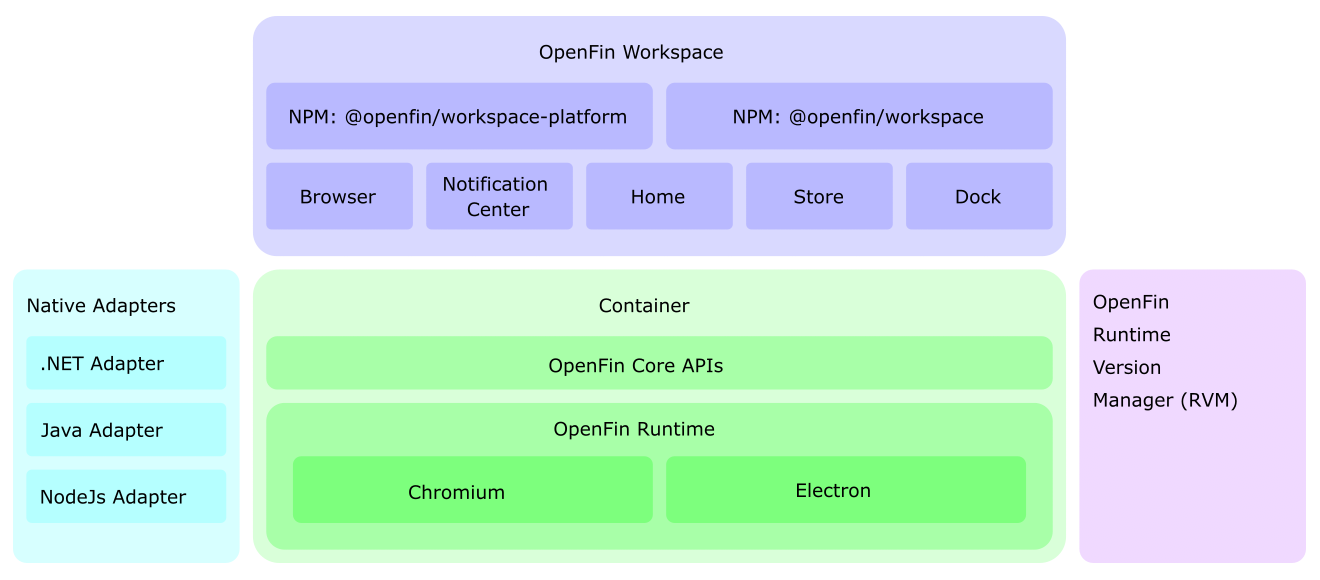 OpenFin Workspace
NPM: @openfin/workspace-platform
NPM: @openfin/workspace
Browser
Notification
Center
Home
Store
Dock
Native Adapters
.NET Adapter
Java Adapter
NodeJs Adapter
Container
OpenFin Core APIs
OpenFin Runtime
Chromium
Electron
OpenFin
Runtime
Version
Manager (RVM)